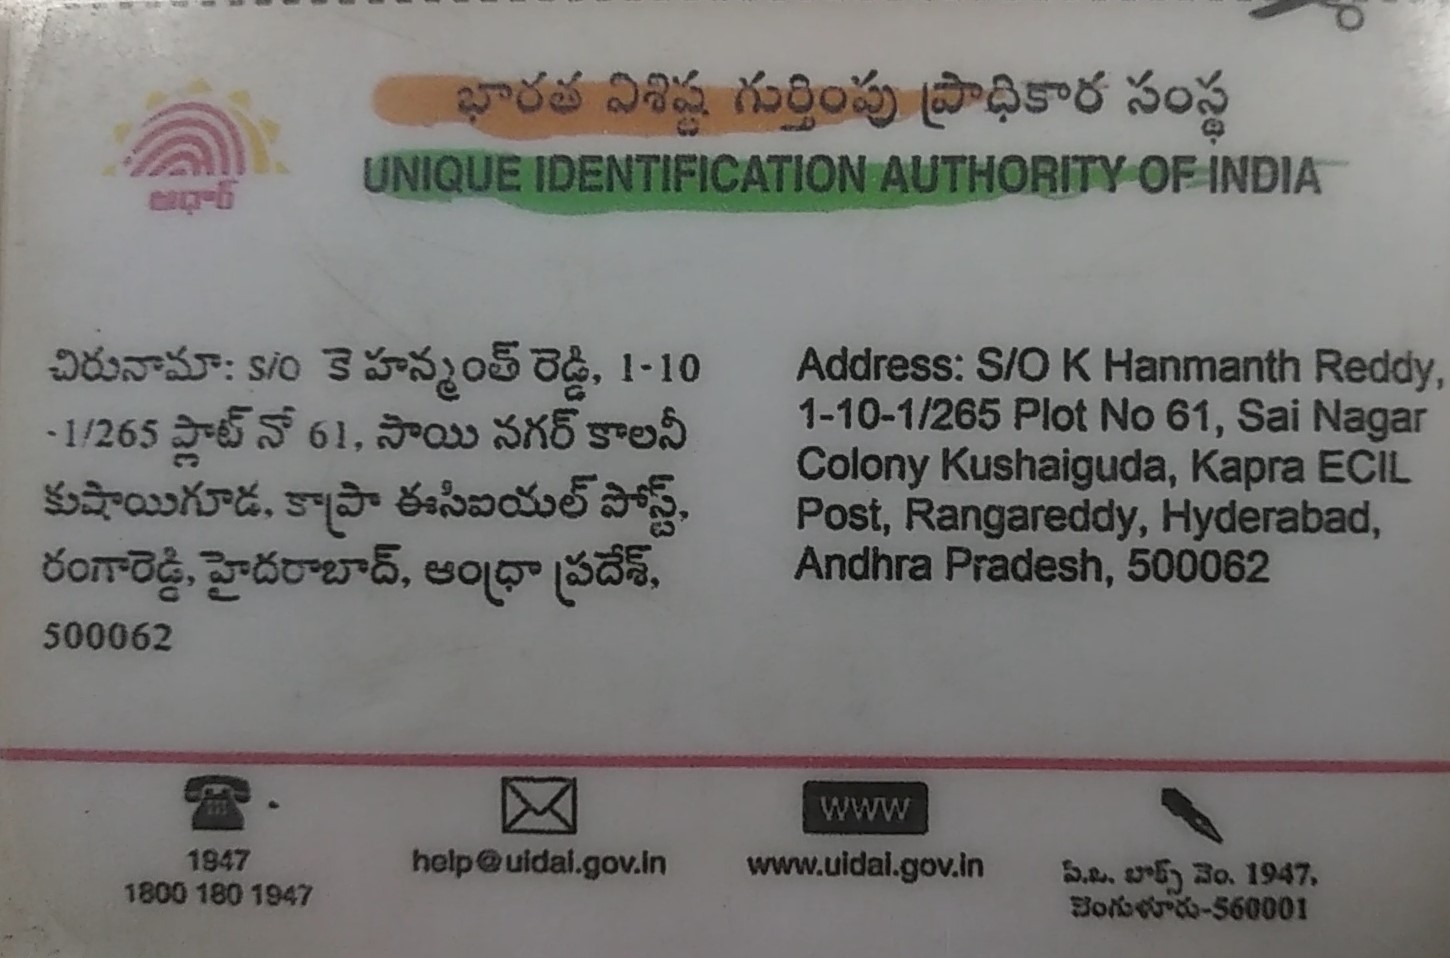 భారత విశిష్ట గుర్తింపు ప్రాధికార సంస్థ
UNIQUE IDENTIFICATION AUTHORITY OF INDIA
ఆధార్
చిరునామా: S/O కె హన్మంత్ రెడ్డి, 1-10
-1/265 ప్లాట్ నో 61, సాయి నగర్ కాలనీ
కుషాయిగూడ, కాప్రా ఈసిఐయల్ పోస్ట్,
రంగారెడ్డి, హైదరాబాద్, ఆంధ్రా ప్రదేశ్,
500062
Address: S/O K Hanmanth Reddy,
1-10-1/265 Plot No 61, Sai Nagar
Colony Kushaiguda, Kapra ECIL
Post, Rangareddy, Hyderabad,
Andhra Pradesh, 500062
1947
1800 180 1947
help@uidai.gov.in
WWW
www.uidai.gov.in
పి.ఒ. బాక్స్ నెం. 1947,
బెంగుళూరు-560001